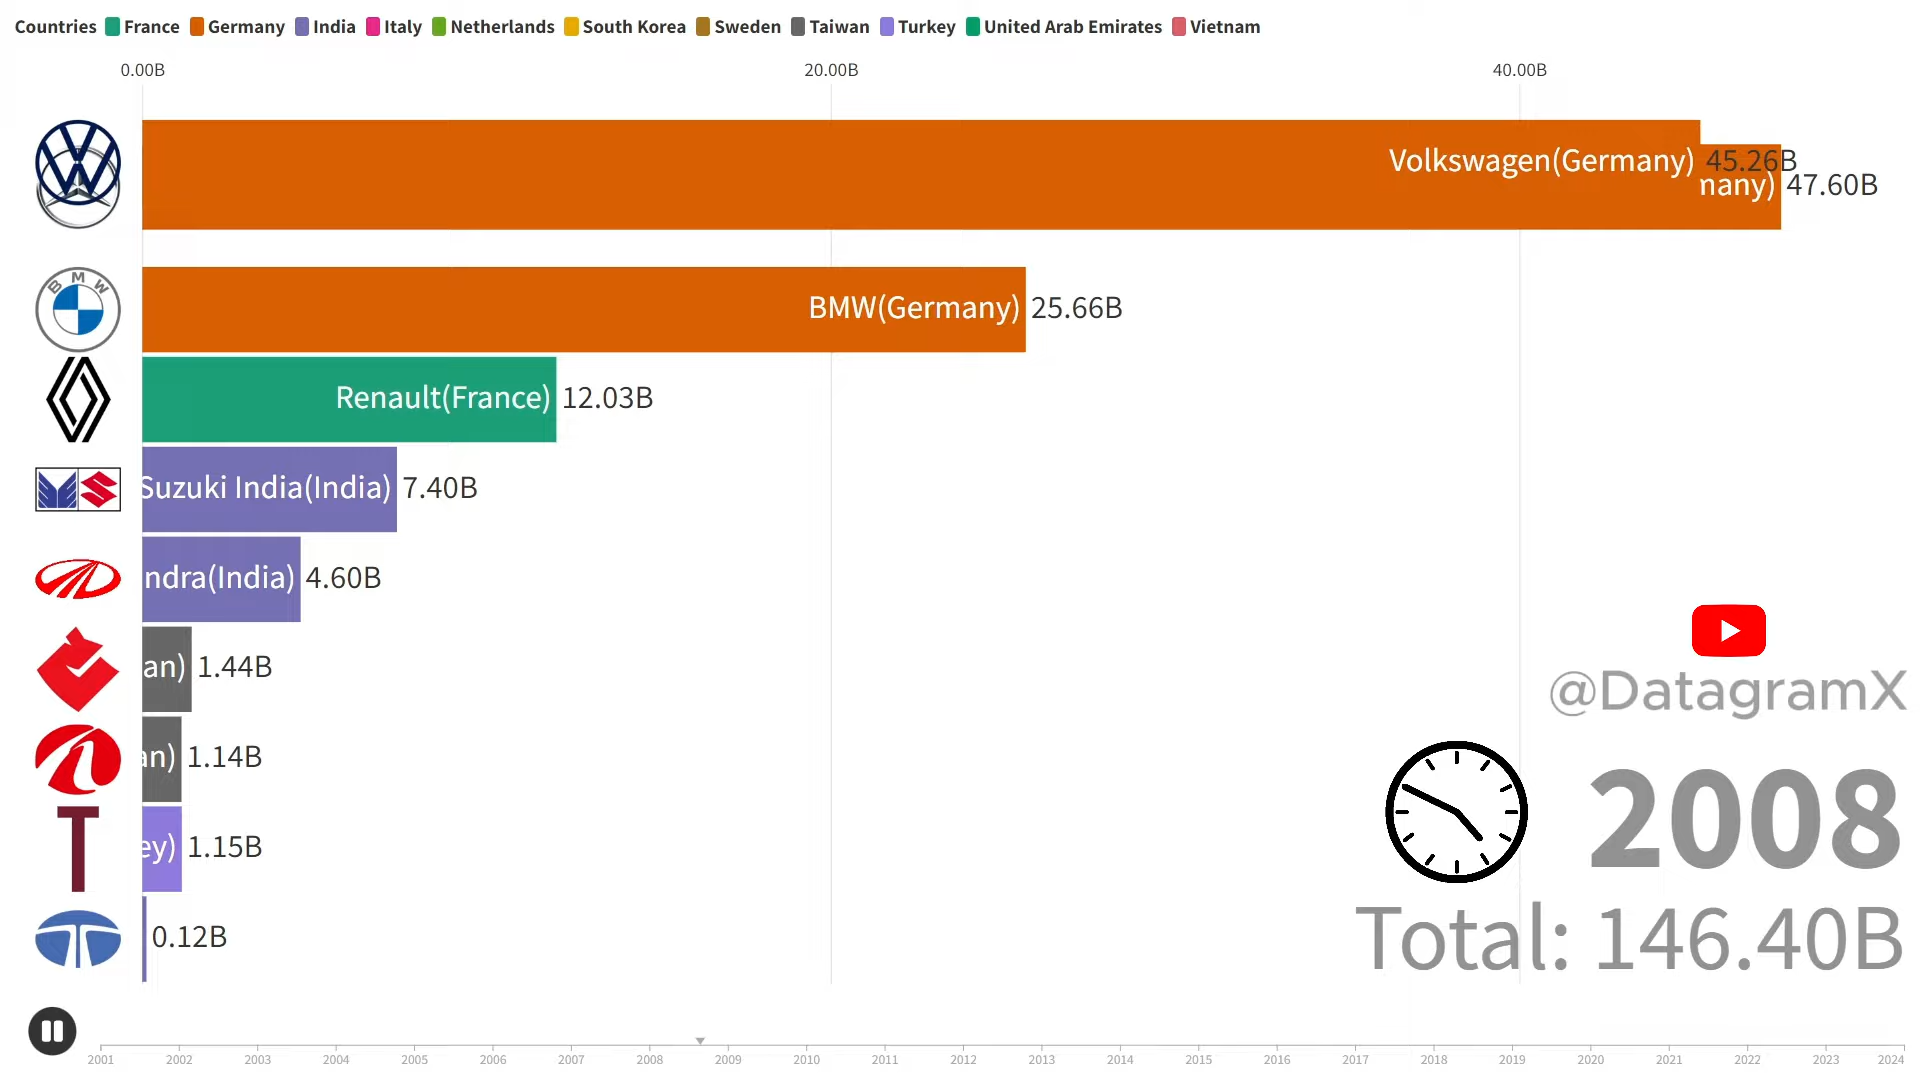 Countries France Germany India Italy Netherlands South Korea Sweden Taiwan Turkey United Arab Emirates Vietnam
0.00B 20.00B 40.00B
Volkswagen(Germany) 45.26B
nany) 47.60B
BMW(Germany) 25.66B
Renault(France) 12.03B
Suzuki India(India) 7.40B
ndra(India) 4.60B
an) 1.44B
an) 1.14B
ey) 1.15B
0.12B
@DatagramX
2008
Total: 146.40B
2001 2002 2003 2004 2005 2006 2007 2008 2009 2010 2011 2012 2013 2014 2015 2016 2017 2018 2019 2020 2021 2022 2023 2024